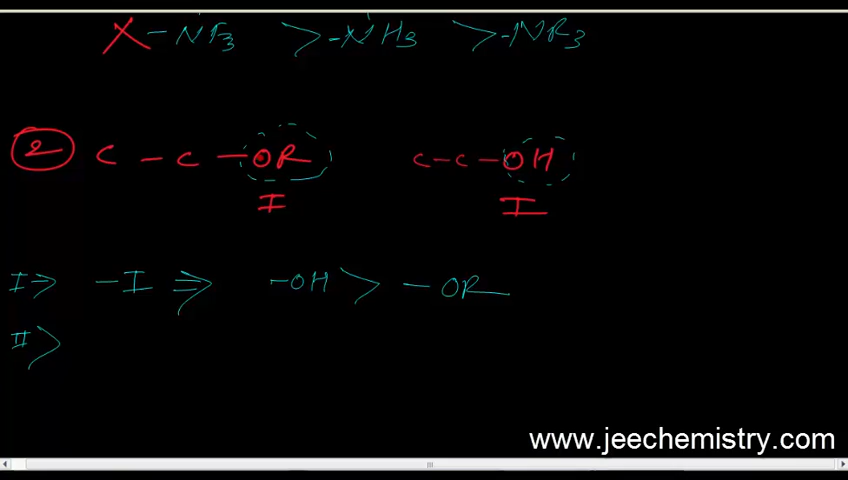 X -NF3 > -NH3 > -NR3
2 C - C - OR C-C-OH
I I
I ⇒ -I ⇒ -OH > -OR
II ⇒
www.jeechemistry.com